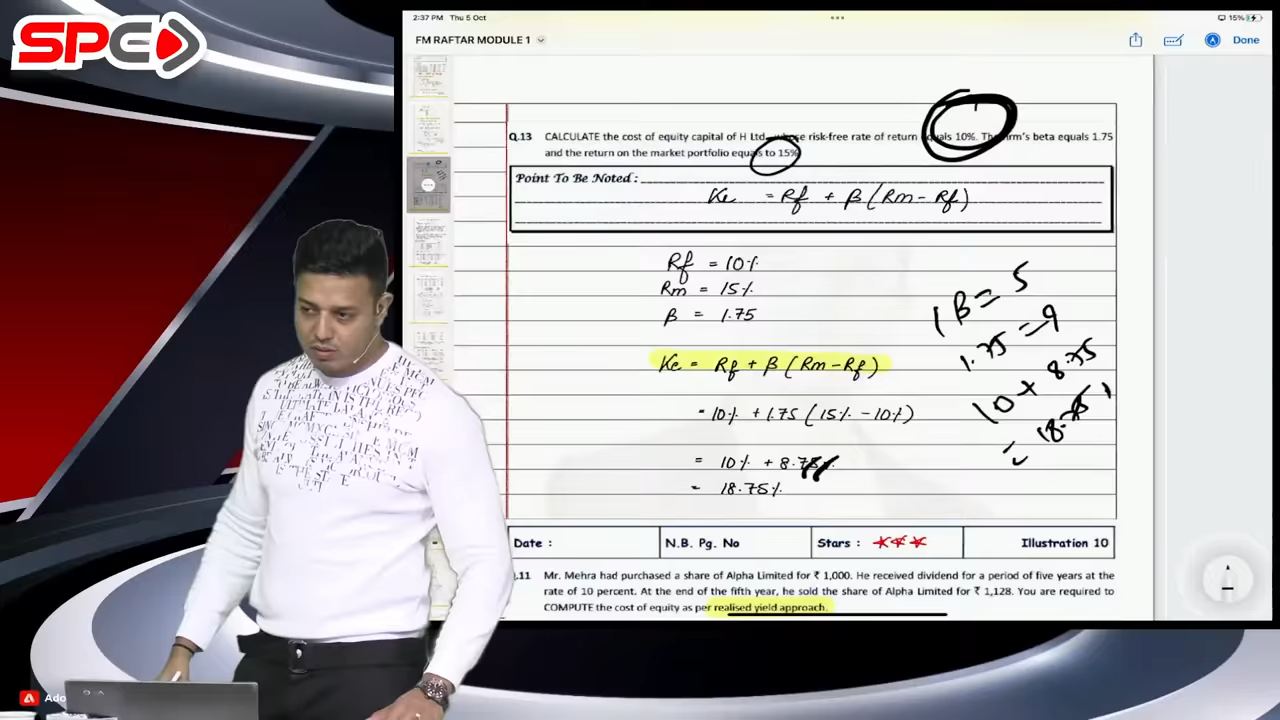 SPC
2:37 PM Thu 5 Oct
15%
FM RAFTAR MODULE 1
Done
Q.13 CALCULATE the cost of equity capital of H Ltd., whose risk-free rate of return equals 10%. The firm's beta equals 1.75
and the return on the market portfolio equals to 15%
Point To Be Noted :
Ke = Rf + β (Rm - Rf)
Rf = 10%
Rm = 15%
β = 1.75
Ke = Rf + β (Rm - Rf)
= 10% + 1.75 (15% - 10%)
= 10% + 8.75%
= 18.75%
1 β = 5
1.75 = 9
10 + 8.75
= 18.75%
Date : N.B. Pg. No Stars : Illustration 10
.11 Mr. Mehra had purchased a share of Alpha Limited for ₹ 1,000. He received dividend for a period of five years at the
rate of 10 percent. At the end of the fifth year, he sold the share of Alpha Limited for ₹ 1,128. You are required to
COMPUTE the cost of equity as per realised yield approach.
Ado